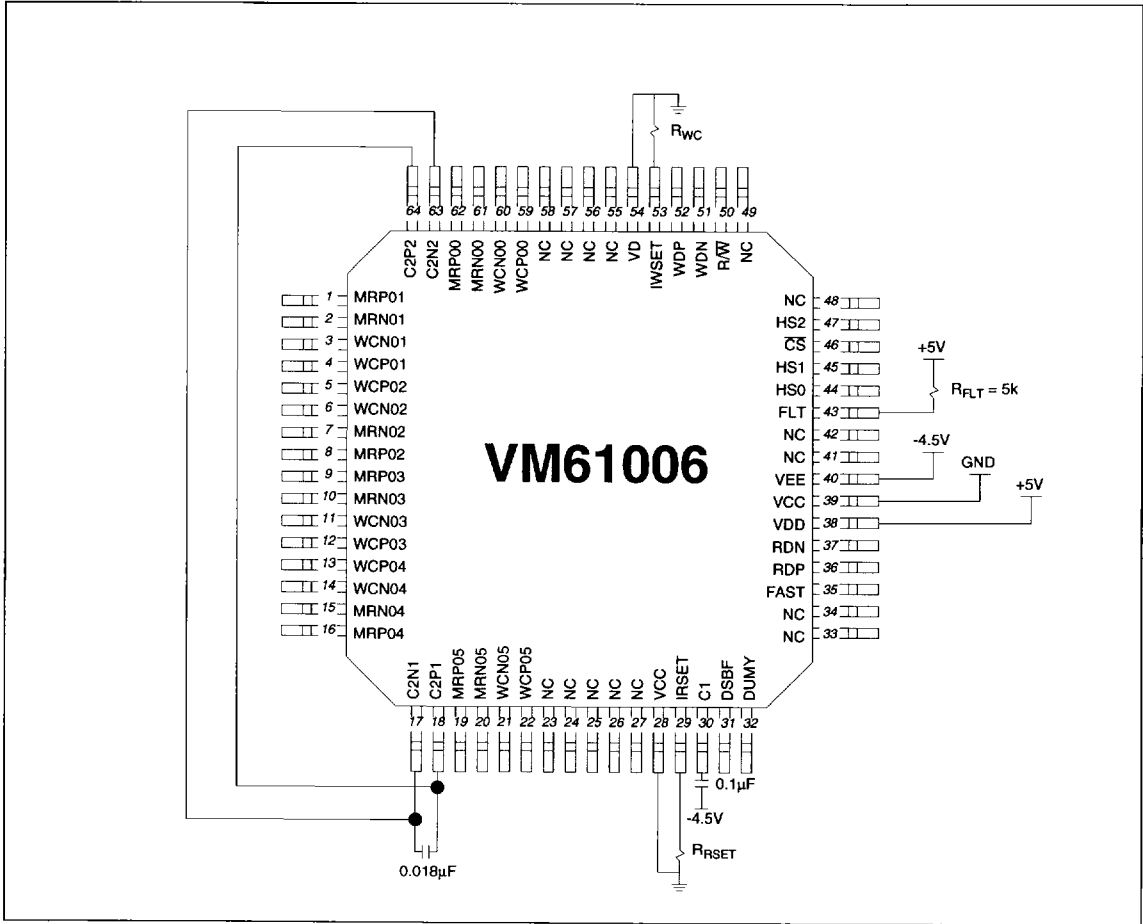 R_WC
64 63 62 61 60 59 58 57 56 55 54 53 52 51 50 49
C2P2 C2N2 MRP00 MRN00 WCN00 WCP00 NC NC NC NC VD IWSET WDP WDN R/W̅ NC
1 MRP01
2 MRN01
3 WCN01
4 WCP01
5 WCP02
6 WCN02
7 MRN02
8 MRP02
9 MRP03
10 MRN03
11 WCN03
12 WCP03
13 WCP04
14 WCN04
15 MRN04
16 MRP04
VM61006
NC 48
HS2 47
C̅S̅ 46
HS1 45
HS0 44
FLT 43
NC 42
NC 41
VEE 40
VCC 39
VDD 38
RDN 37
RDP 36
FAST 35
NC 34
NC 33
+5V
R_FLT = 5k
-4.5V
GND
+5V
C2N1 C2P1 MRP05 MRN05 WCN05 WCP05 NC NC NC NC NC VCC IRSET C1 DSBF DUMY
17 18 19 20 21 22 23 24 25 26 27 28 29 30 31 32
0.1µF
-4.5V
R_RSET
0.018µF